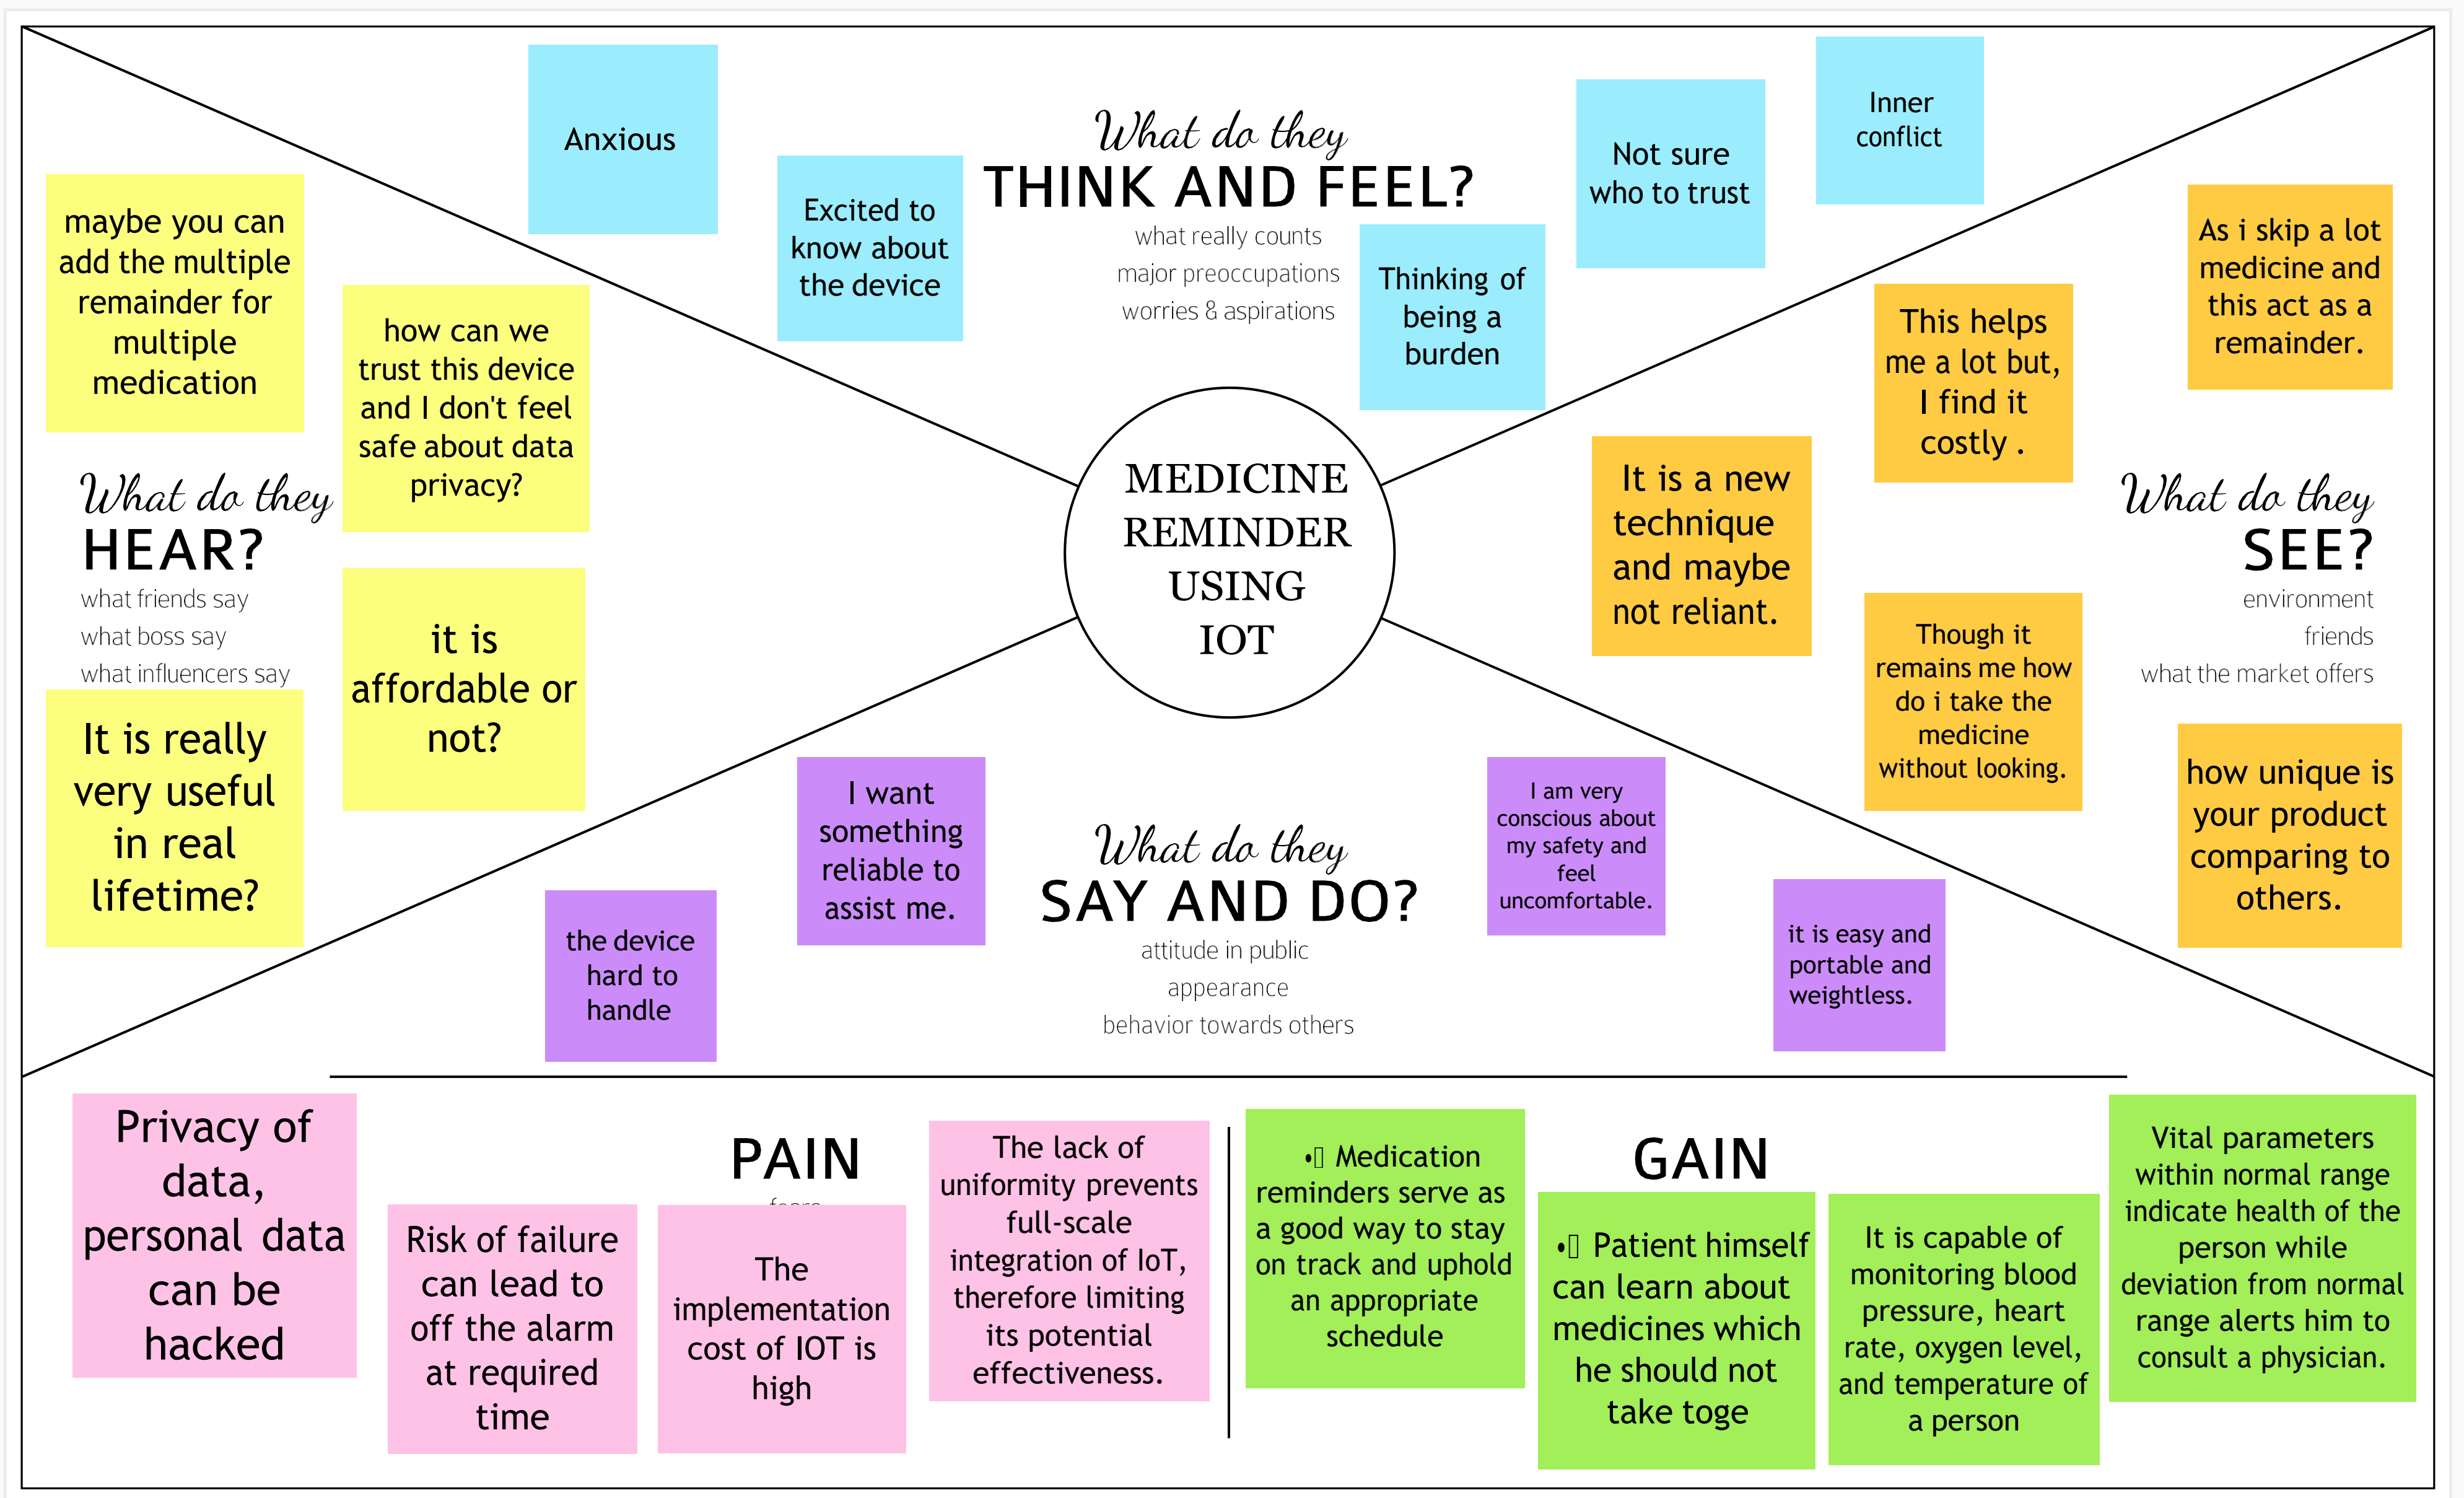 Anxious
Excited to
know about
the device
What do they
THINK AND FEEL?
what really counts
major preoccupations
worries & aspirations
Thinking of
being a
burden
Not sure
who to trust
Inner
conflict
maybe you can
add the multiple
remainder for
multiple
medication
how can we
trust this device
and I don't feel
safe about data
privacy?
What do they
HEAR?
what friends say
what boss say
what influencers say
it is
affordable or
not?
It is really
very useful
in real
lifetime?
MEDICINE
REMINDER
USING
IOT
As i skip a lot
medicine and
this act as a
remainder.
This helps
me a lot but,
I find it
costly .
It is a new
technique
and maybe
not reliant.
What do they
SEE?
environment
friends
what the market offers
Though it
remains me how
do i take the
medicine
without looking.
how unique is
your product
comparing to
others.
the device
hard to
handle
I want
something
reliable to
assist me.
What do they
SAY AND DO?
attitude in public
appearance
behavior towards others
I am very
conscious about
my safety and
feel
uncomfortable.
it is easy and
portable and
weightless.
Privacy of
data,
personal data
can be
hacked
PAIN
fears
Risk of failure
can lead to
off the alarm
at required
time
The
implementation
cost of IOT is
high
The lack of
uniformity prevents
full-scale
integration of IoT,
therefore limiting
its potential
effectiveness.
GAIN
• Medication
reminders serve as
a good way to stay
on track and uphold
an appropriate
schedule
• Patient himself
can learn about
medicines which
he should not
take toge
It is capable of
monitoring blood
pressure, heart
rate, oxygen level,
and temperature of
a person
Vital parameters
within normal range
indicate health of the
person while
deviation from normal
range alerts him to
consult a physician.